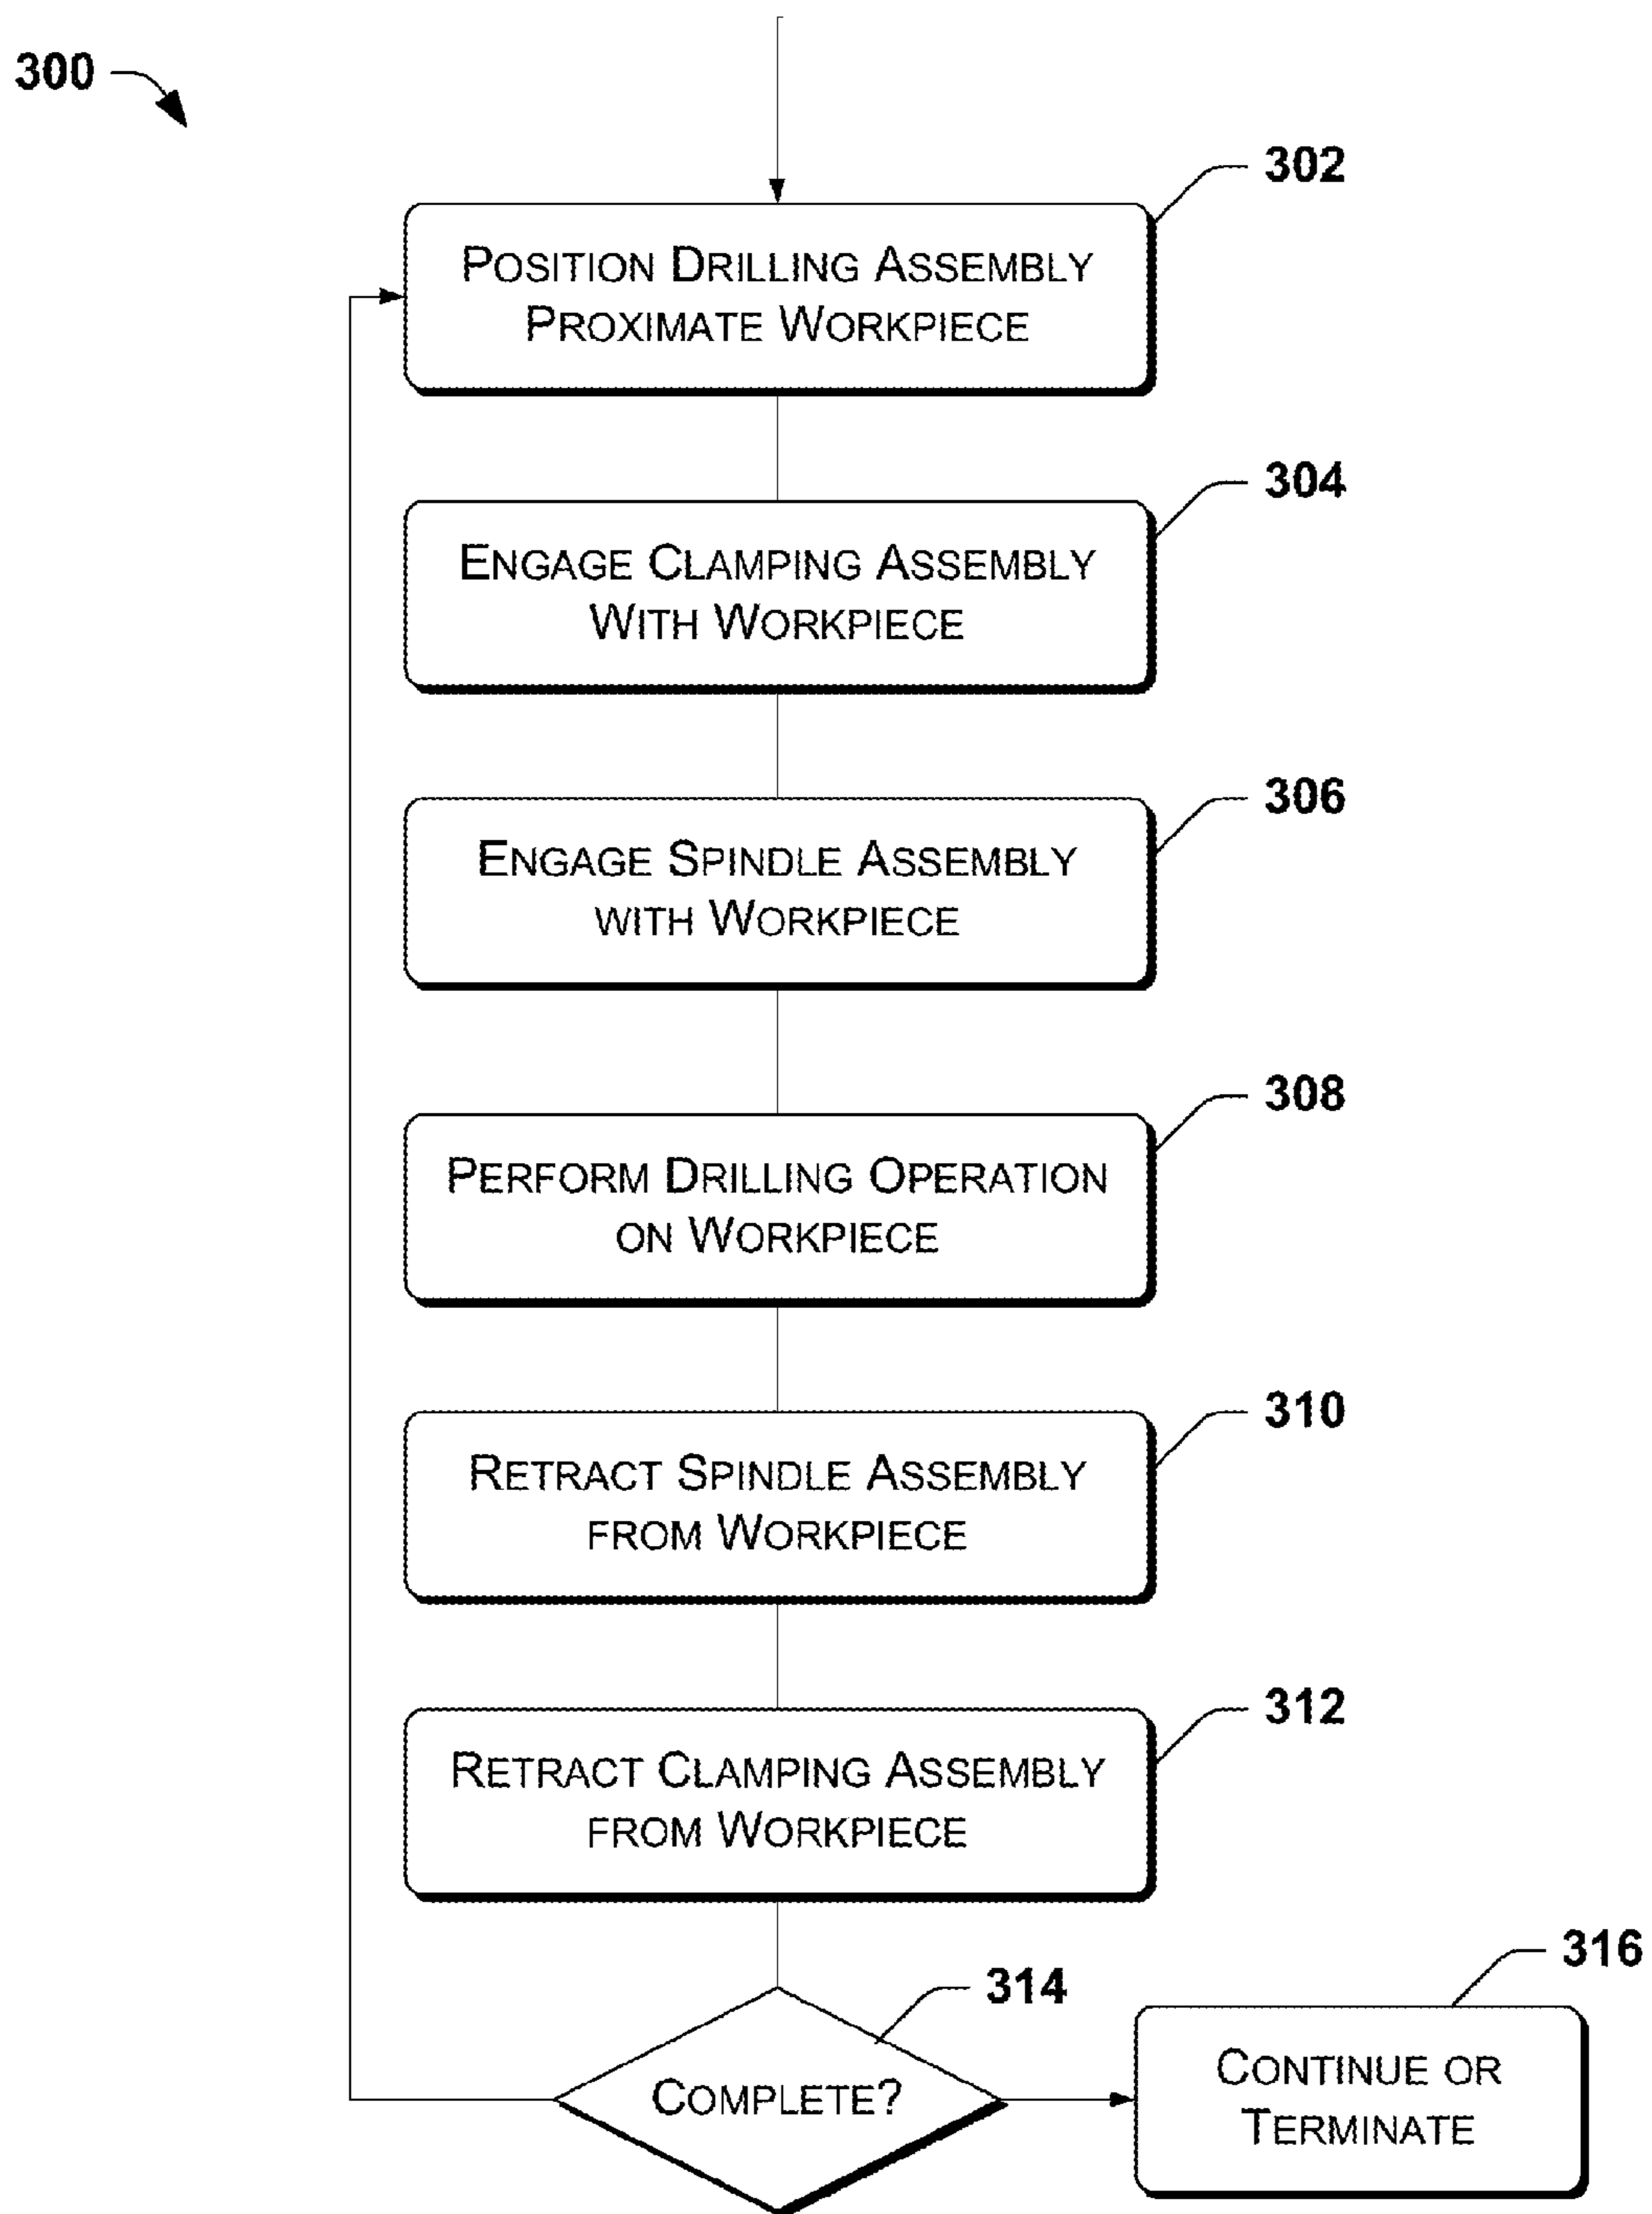 300
302
POSITION DRILLING ASSEMBLY
PROXIMATE WORKPIECE
304
ENGAGE CLAMPING ASSEMBLY
WITH WORKPIECE
306
ENGAGE SPINDLE ASSEMBLY
WITH WORKPIECE
308
PERFORM DRILLING OPERATION
ON WORKPIECE
310
RETRACT SPINDLE ASSEMBLY
FROM WORKPIECE
312
RETRACT CLAMPING ASSEMBLY
FROM WORKPIECE
314
COMPLETE?
316
CONTINUE OR
TERMINATE